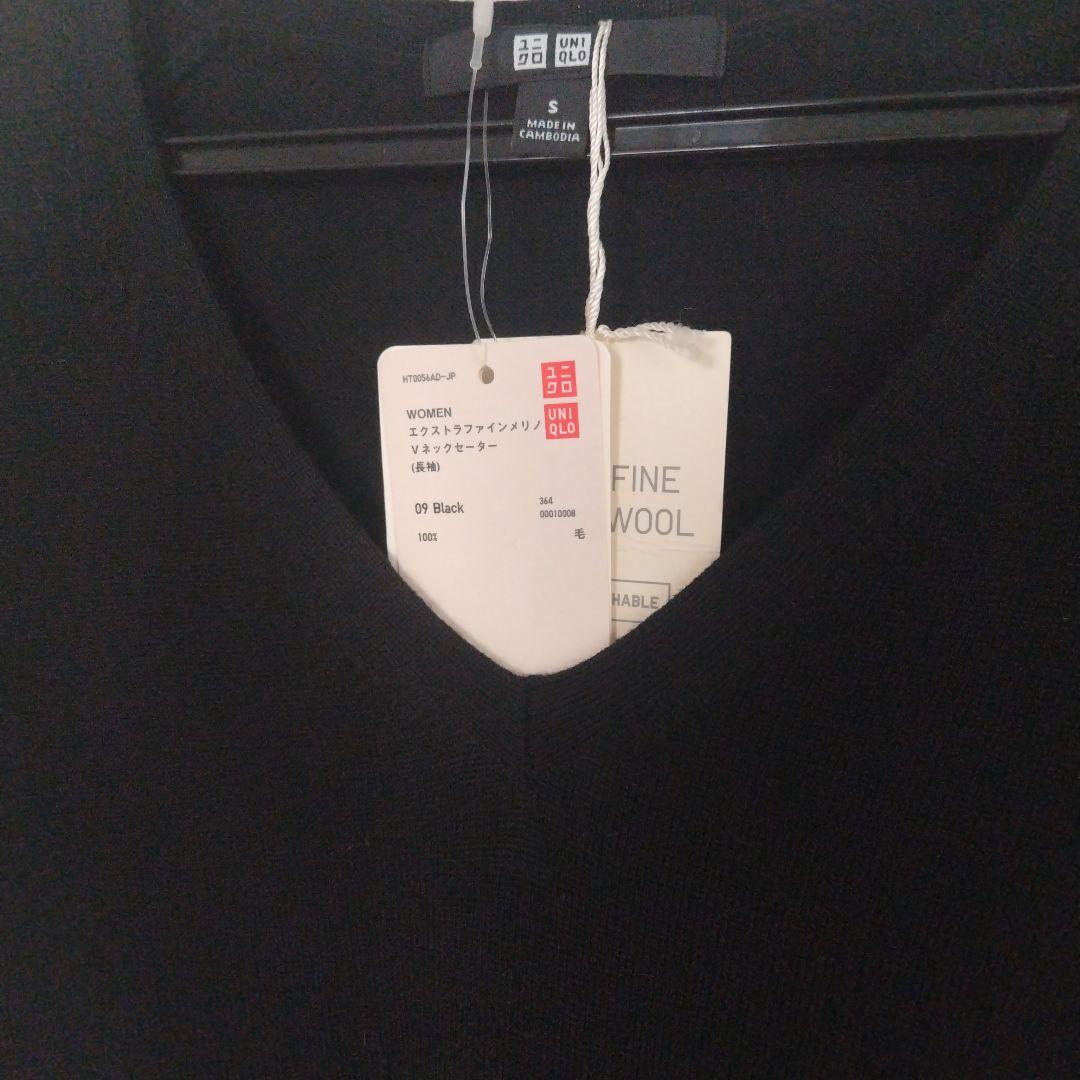 ユニ
クロ
UNI
QLO
S
MADE IN
CAMBODIA
HT0056AD-JP
ユニ
クロ
UNI
QLO
WOMEN
エクストラファインメリノ
Vネックセーター
(長袖)
09 Black
364
00010008
100%
毛
FINE
WOOL
HABLE